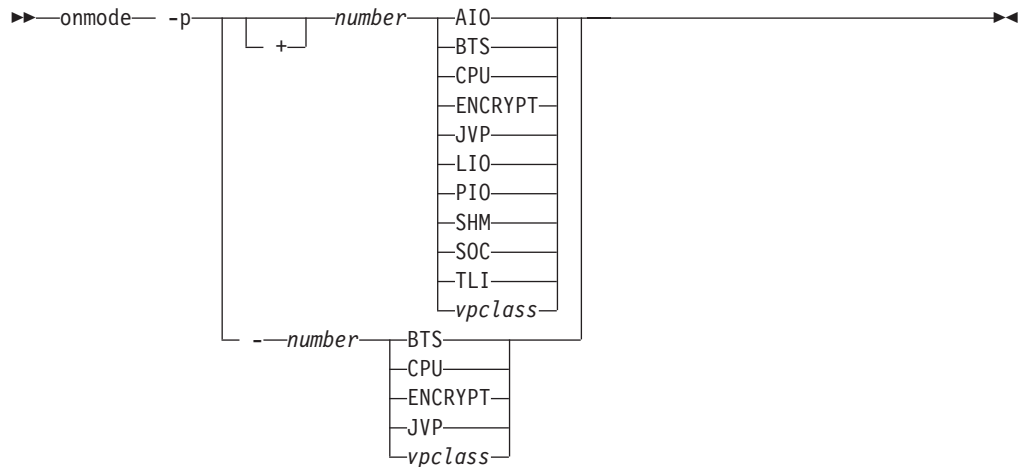 onmode -p + number AIO
BTS
CPU
ENCRYPT
JVP
LIO
PIO
SHM
SOC
TLI
vpclass
- number BTS
CPU
ENCRYPT
JVP
vpclass